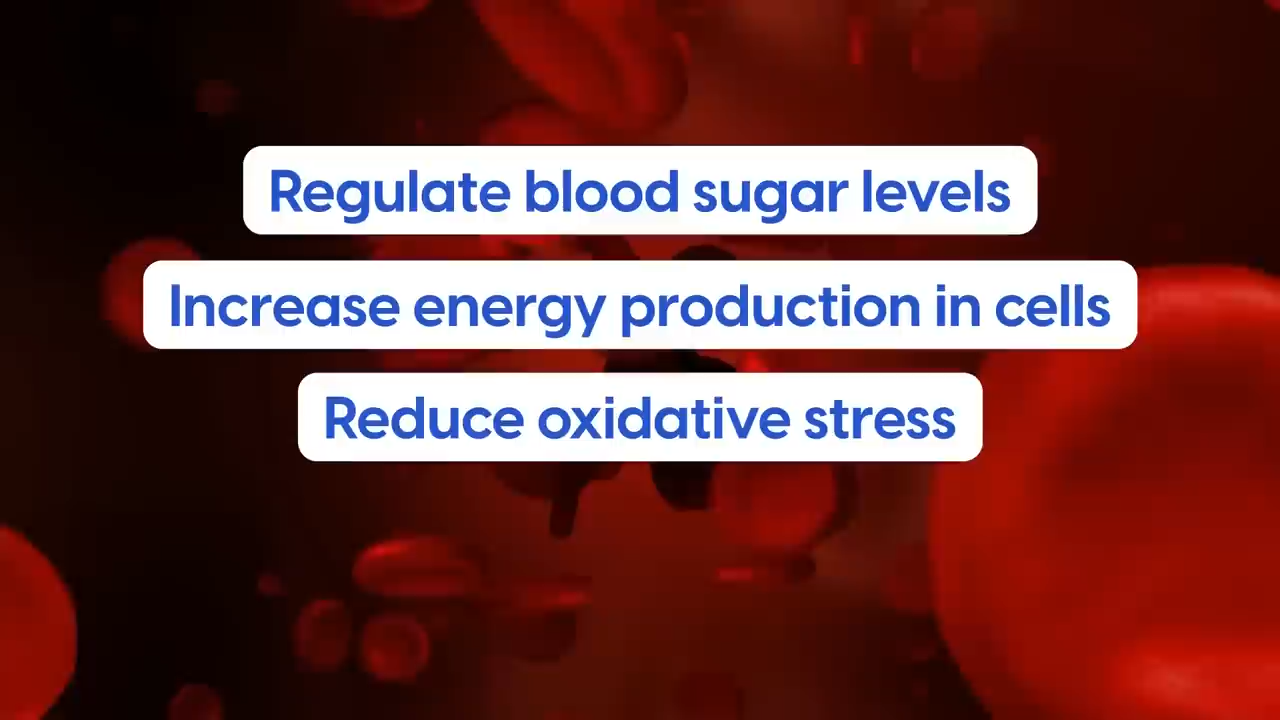 Regulate blood sugar levels
Increase energy production in cells
Reduce oxidative stress